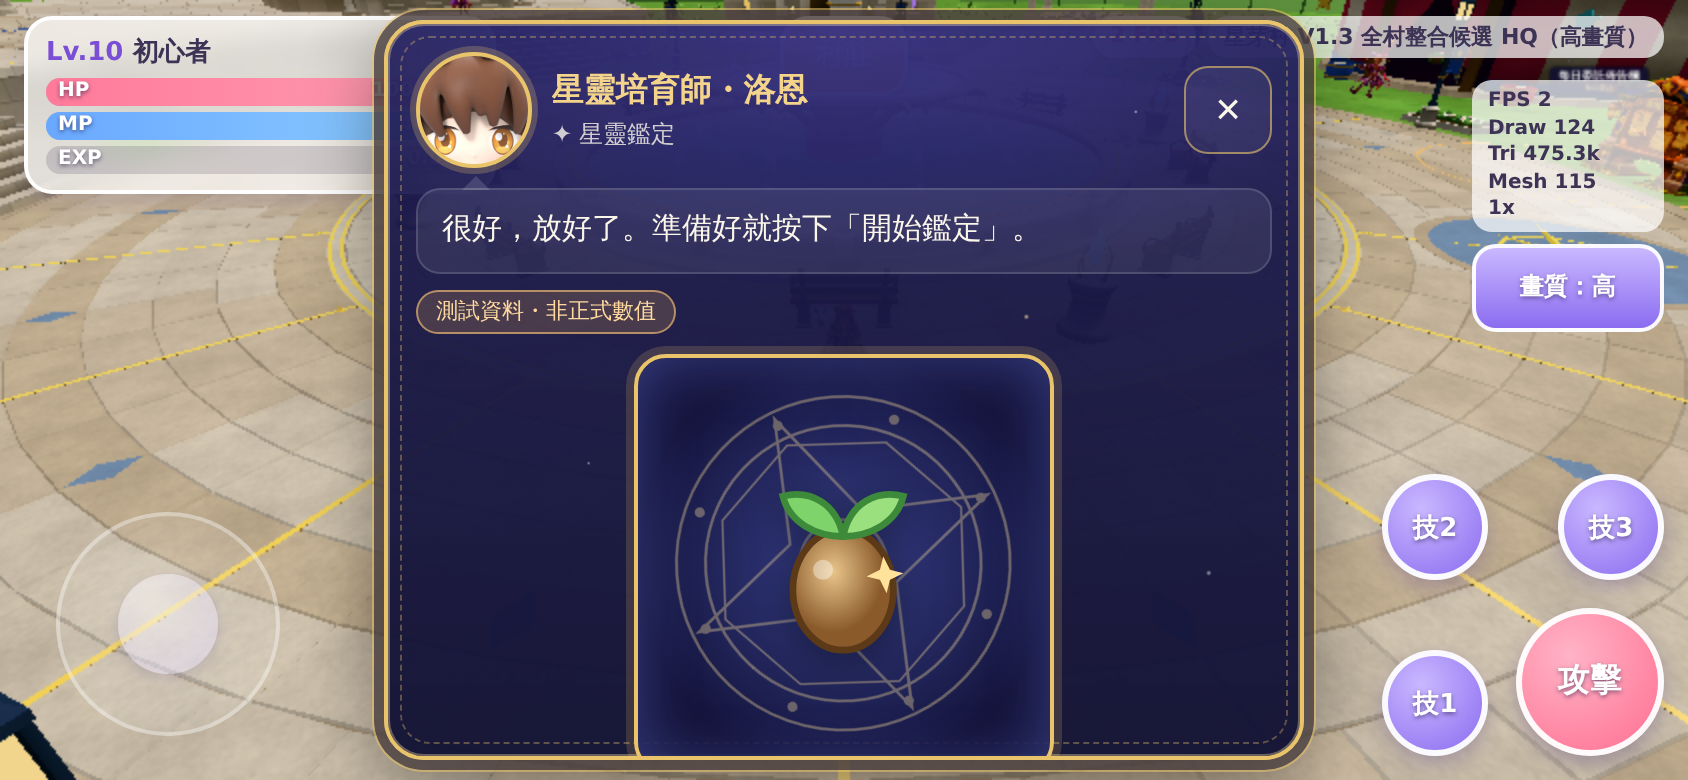 Lv.10 初心者
HP
MP
EXP
星靈培育師・洛恩
✦ 星靈鑑定
×
很好，放好了。準備好就按下「開始鑑定」。
測試資料・非正式數值
V1.3 全村整合候選 HQ（高畫質）
FPS 2
Draw 124
Tri 475.3k
Mesh 115
1x
畫質：高
技2
技3
技1
攻擊